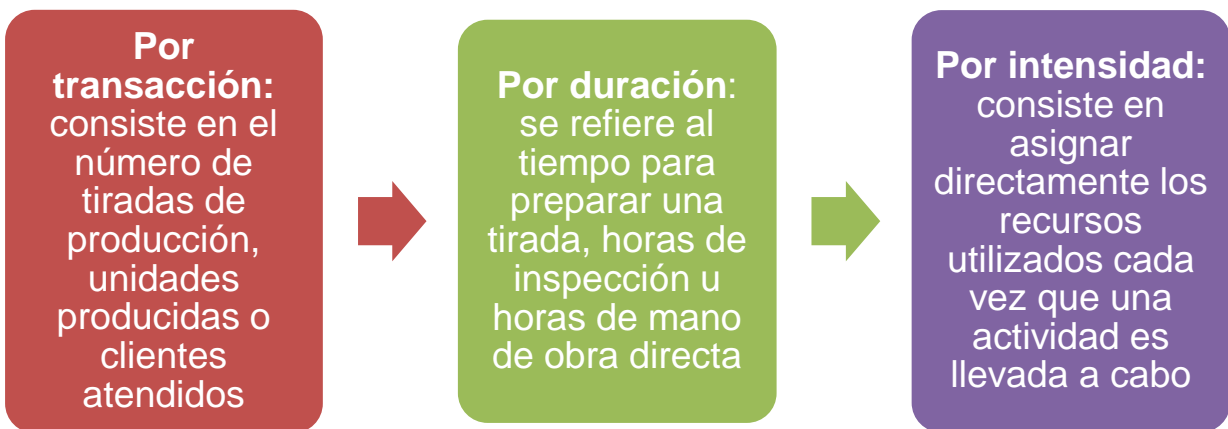 Por
transacción:
consiste en el
número de
tiradas de
producción,
unidades
producidas o
clientes
atendidos
Por duración:
se refiere al
tiempo para
preparar una
tirada, horas de
inspección u
horas de mano
de obra directa
Por intensidad:
consiste en
asignar
directamente los
recursos
utilizados cada
vez que una
actividad es
llevada a cabo